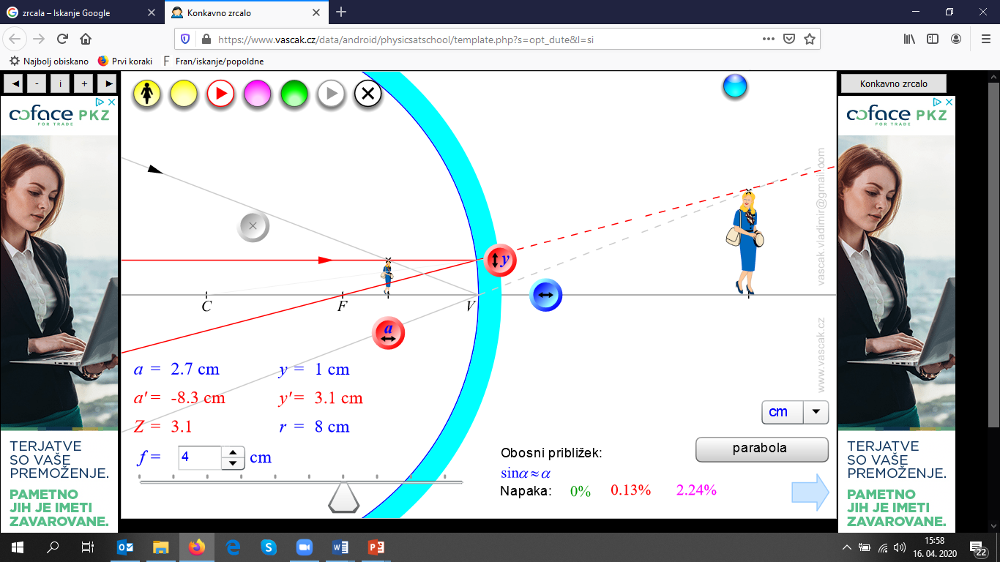 zrcala – Iskanje Google
Konkavno zrcalo
https://www.vascak.cz/data/android/physicsatschool/template.php?s=opt_dute&l=si
Najbolj obiskano
Prvi koraki
Fran/iskanje/popoldne
-
i
+
Konkavno zrcalo
coface PKZ
FOR TRADE
TERJATVE
SO VAŠE
PREMOŽENJE.
PAMETNO
JIH JE IMETI
ZAVAROVANE.
vascak.vladimir@gmail.com
www.vascak.cz
y
C
F
V
a
a = 2.7 cm
y = 1 cm
a'= -8.3 cm
y'= 3.1 cm
Z = 3.1
r = 8 cm
f = 4 cm
cm
parabola
Obosni približek:
sinα ≈ α
Napaka: 0% 0.13% 2.24%
coface PKZ
FOR TRADE
TERJATVE
SO VAŠE
PREMOŽENJE.
PAMETNO
JIH JE IMETI
ZAVAROVANE.
15:58
16. 04. 2020
22